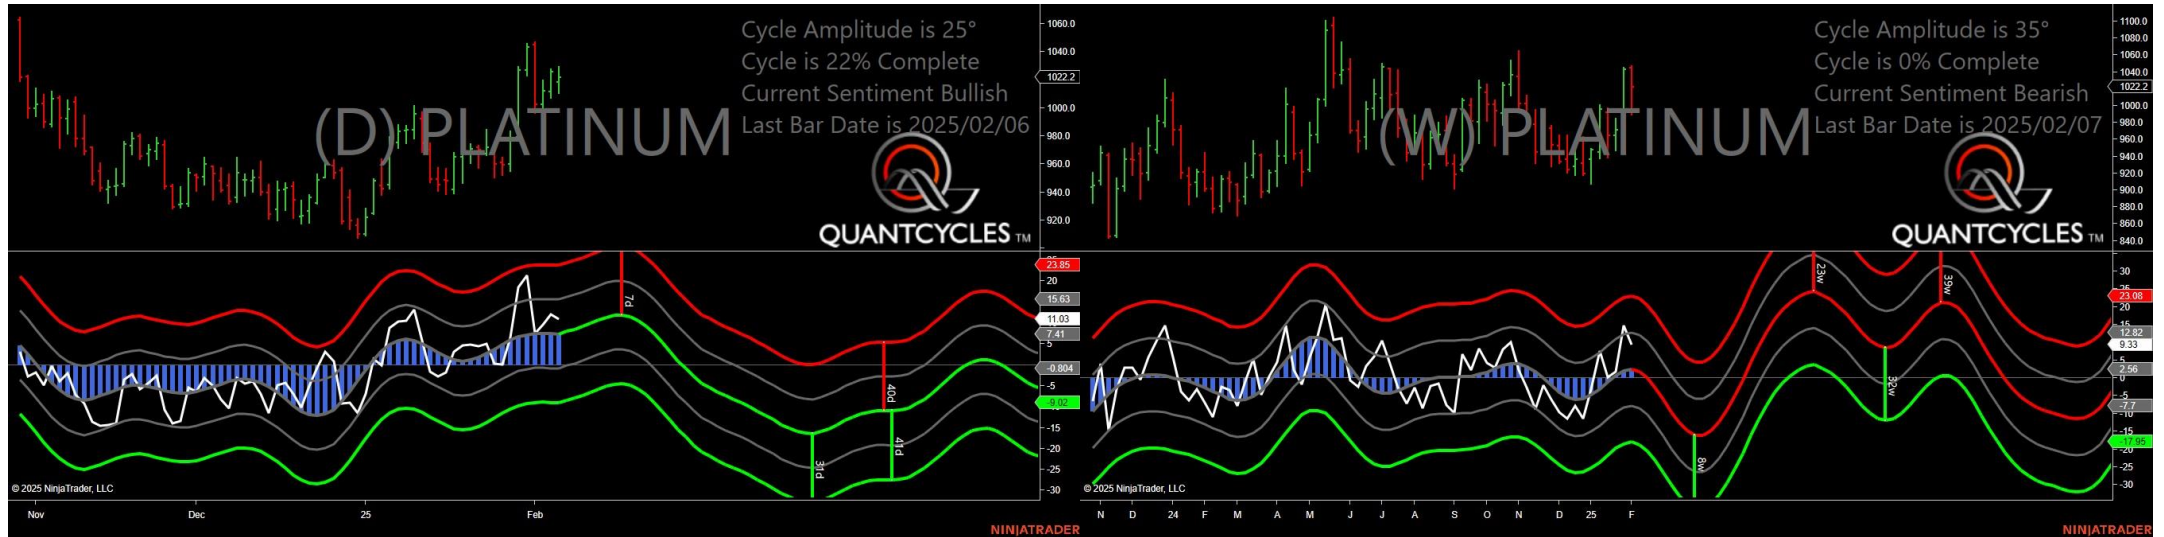 Cycle Amplitude is 25°
Cycle is 22% Complete
Current Sentiment Bullish
Last Bar Date is 2025/02/06
(D) PLATINUM
QUANTCYCLES TM
1060.0
1040.0
1022.2
1000.0
980.0
960.0
940.0
920.0
23.85
20
15.63
11.03
7.41
5
-0.804
-5
-9.02
-15
-20
-25
-30
7d
31d
40d
41d
© 2025 NinjaTrader, LLC
Nov Dec 25 Feb
NINJATRADER
Cycle Amplitude is 35°
Cycle is 0% Complete
Current Sentiment Bearish
Last Bar Date is 2025/02/07
(W) PLATINUM
QUANTCYCLES TM
1100.0
1080.0
1060.0
1040.0
1022.2
1000.0
980.0
960.0
940.0
920.0
900.0
880.0
860.0
840.0
30
23.08
20
12.82
9.33
5
2.56
0
-5
-7.7
-10
-15
-17.95
-25
-30
8w
23w
32w
39w
© 2025 NinjaTrader, LLC
N D 24 F M A M J J A S O N D 25 F
NINJATRADER